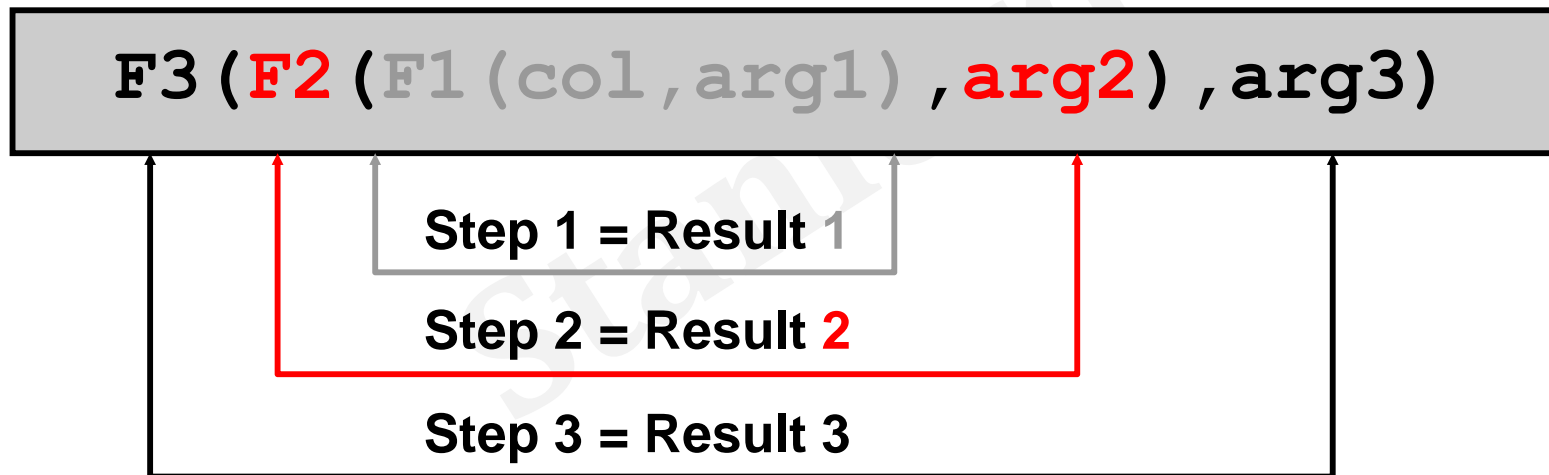 F3(F2(F1(col,arg1),arg2),arg3)
Step 1 = Result 1
Step 2 = Result 2
Step 3 = Result 3